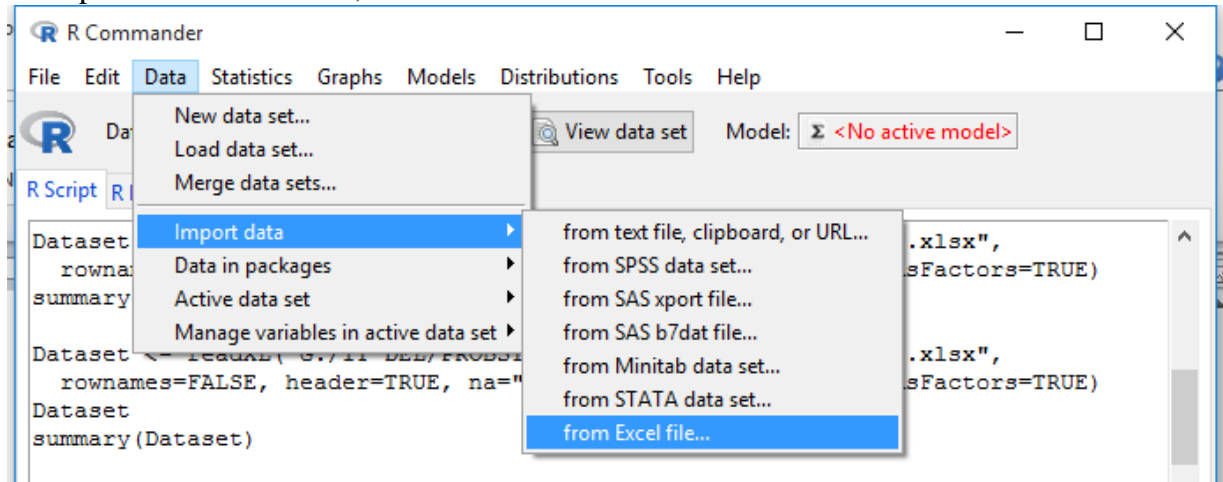 R Commander
File Edit Data Statistics Graphs Models Distributions Tools Help
New data set...
View data set Model: Σ <No active model>
Load data set...
Merge data sets...
R Script
Import data
from text file, clipboard, or URL...
Dataset .xlsx",
Data in packages
from SPSS data set...
sFactors=TRUE)
Active data set
from SAS xport file...
summary
Manage variables in active data set
from SAS b7dat file...
Dataset <- readXL( .xlsx",
from Minitab data set...
rownames=FALSE, header=TRUE, na=" sFactors=TRUE)
from STATA data set...
Dataset
from Excel file...
summary(Dataset)